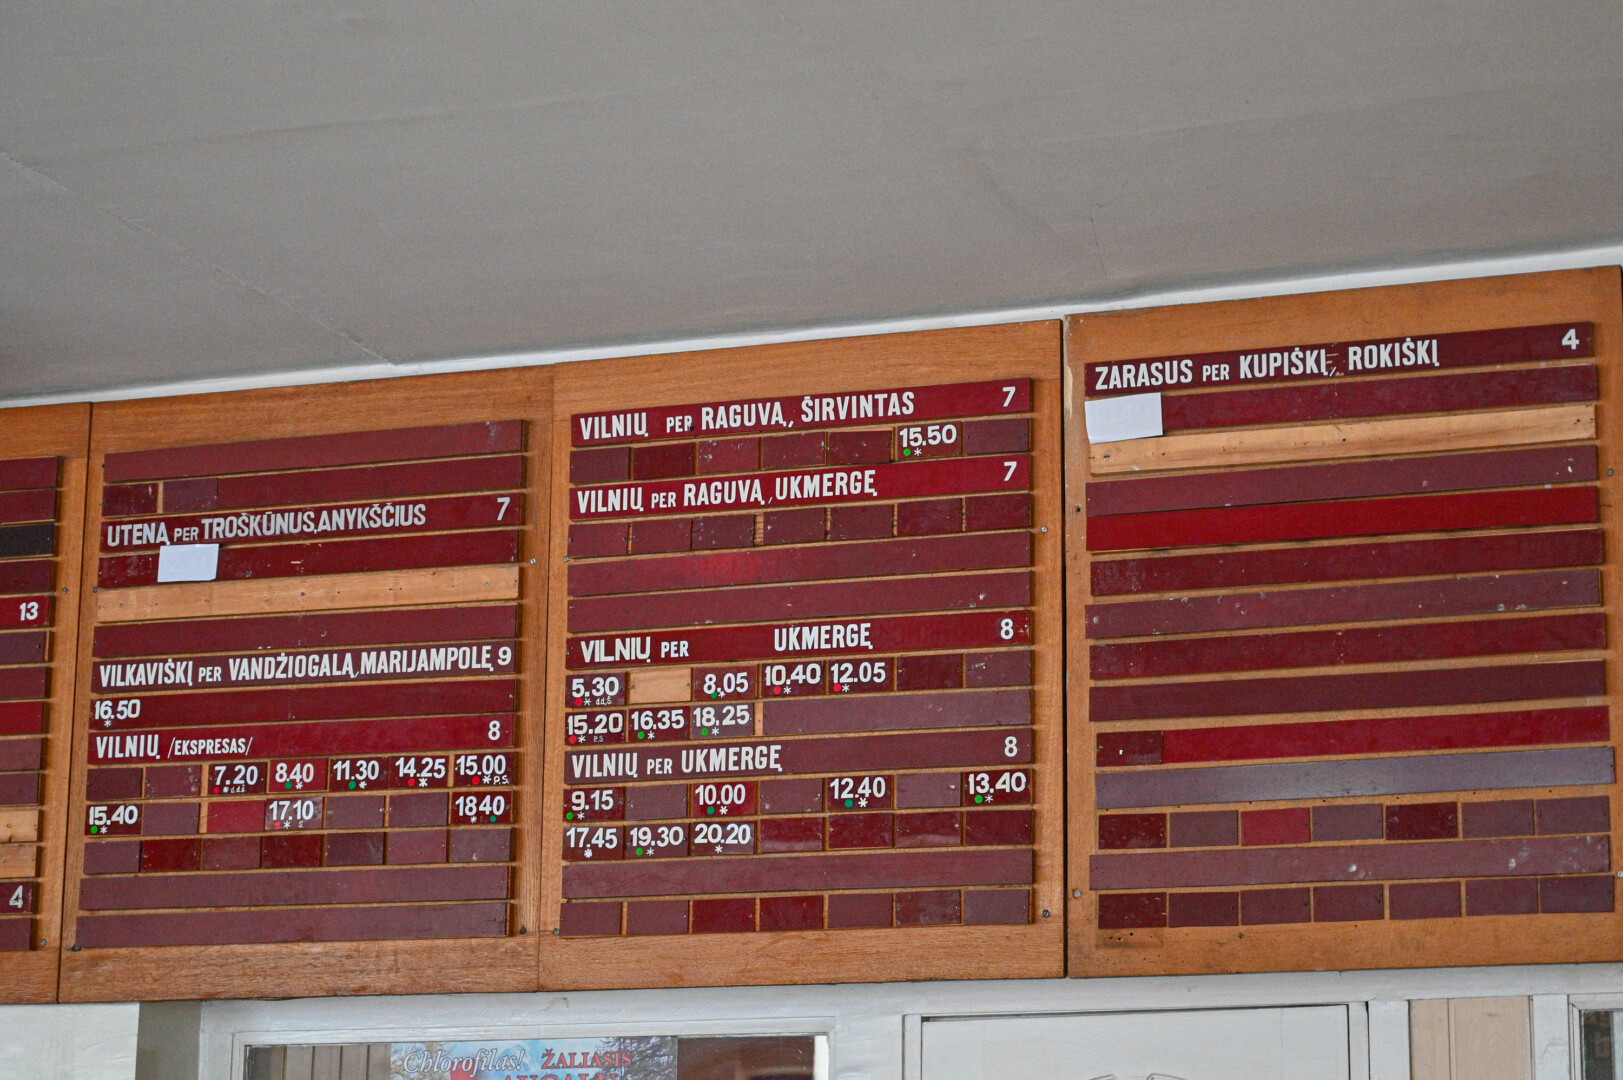 13
4
UTENĄ PER TROŠKŪNUS, ANYKŠČIUS 7
VILKAVIŠKĮ PER VANDŽIOGALĄ, MARIJAMPOLĘ 9
16.50
VILNIŲ /EKSPRESAS/ 8
7.20 8.40 11.30 14.25 15.00 P.S.
15.40 17.10 S. 18.40
VILNIŲ PER RAGUVĄ, ŠIRVINTAS 7
15.50
VILNIŲ PER RAGUVĄ, UKMERGĘ 7
VILNIŲ PER UKMERGĘ 8
5.30 8.05 10.40 12.05
15.20 P.S. 16.35 18.25
VILNIŲ PER UKMERGĘ 8
9.15 10.00 12.40 13.40
17.45 19.30 20.20
ZARASUS PER KUPIŠKĮ, ROKIŠKĮ 4
Chlorofilas! ŽALIASIS